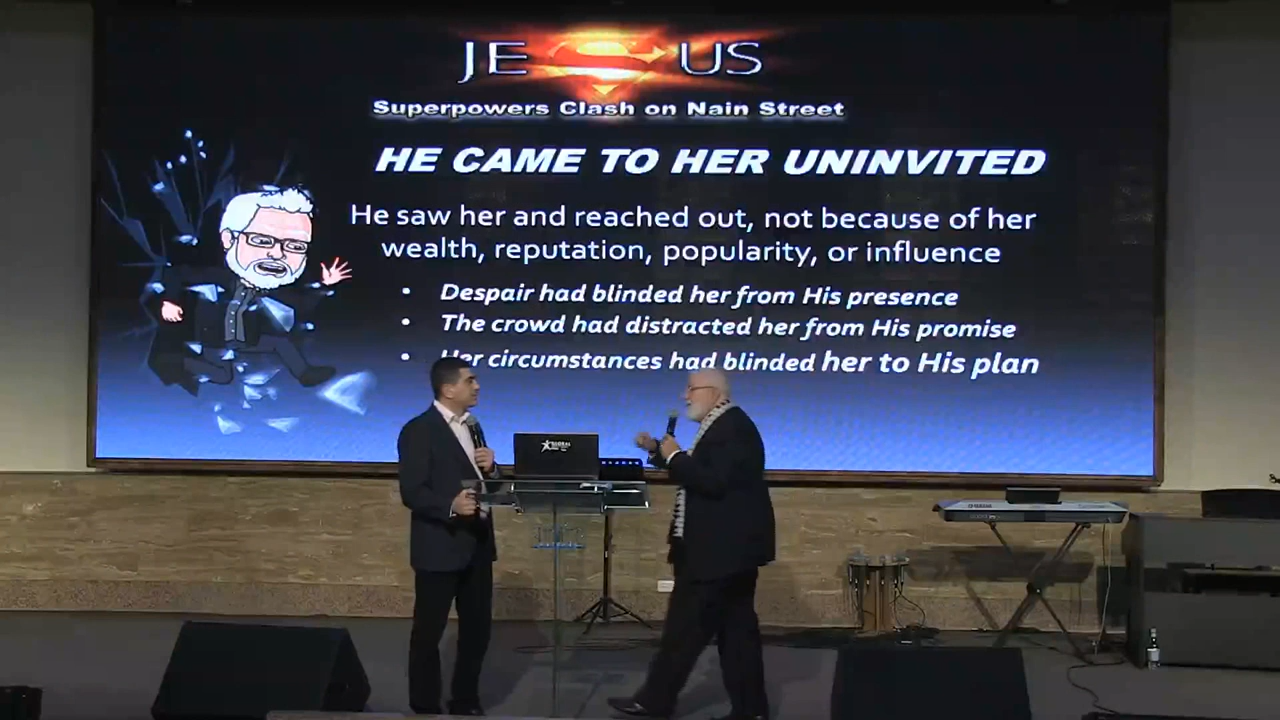 JESUS
Superpowers Clash on Nain Street
HE CAME TO HER UNINVITED
He saw her and reached out, not because of her
wealth, reputation, popularity, or influence
• Despair had blinded her from His presence
• The crowd had distracted her from His promise
• Her circumstances had blinded her to His plan
GLOBAL
YAMAHA